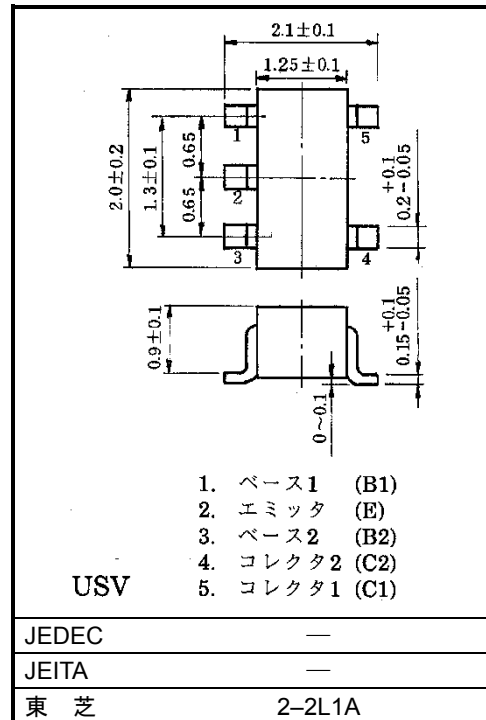 2.1±0.1
1.25±0.1
2.0±0.2
1.3±0.1
0.65
0.65
1
2
3
5
4
+0.1
0.2-0.05
0.9±0.1
+0.1
0.15-0.05
0~0.1
1. ベース1 (B1)
2. エミッタ (E)
3. ベース2 (B2)
4. コレクタ2 (C2)
USV 5. コレクタ1 (C1)
JEDEC —
JEITA —
東 芝 2–2L1A